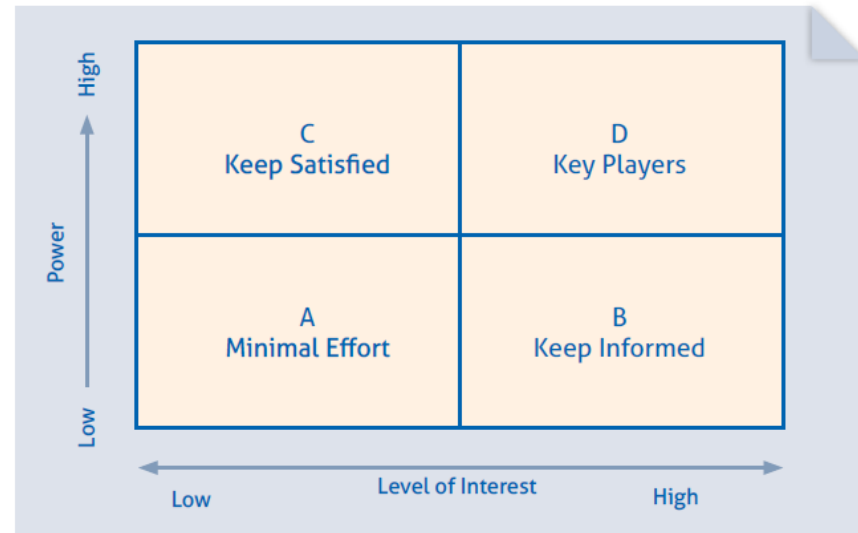 High
C
Keep Satisfied
D
Key Players
Power
A
Minimal Effort
B
Keep Informed
Low
Low
Level of Interest
High